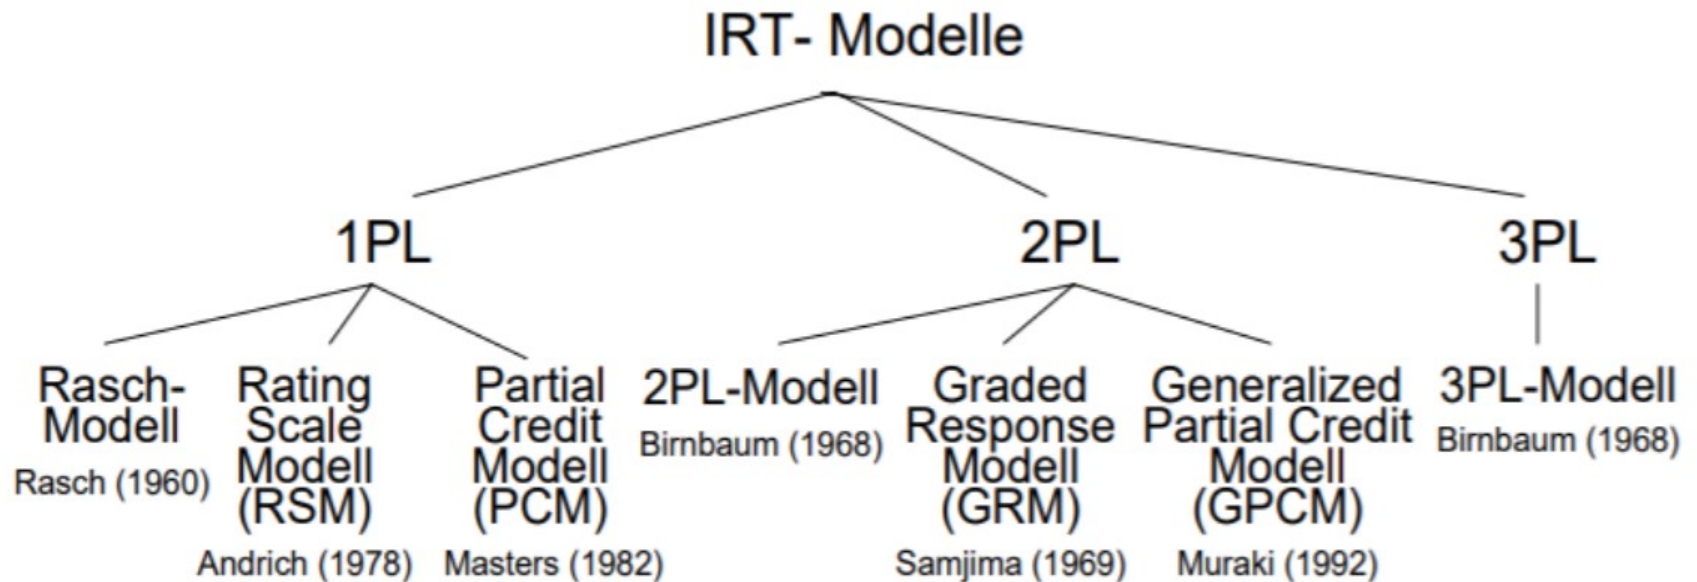 IRT- Modelle
1PL
2PL
3PL
Rasch-
Modell
Rasch (1960)
Rating
Scale
Modell
(RSM)
Andrich (1978)
Partial
Credit
Modell
(PCM)
Masters (1982)
2PL-Modell
Birnbaum (1968)
Graded
Response
Modell
(GRM)
Samjima (1969)
Generalized
Partial Credit
Modell
(GPCM)
Muraki (1992)
3PL-Modell
Birnbaum (1968)